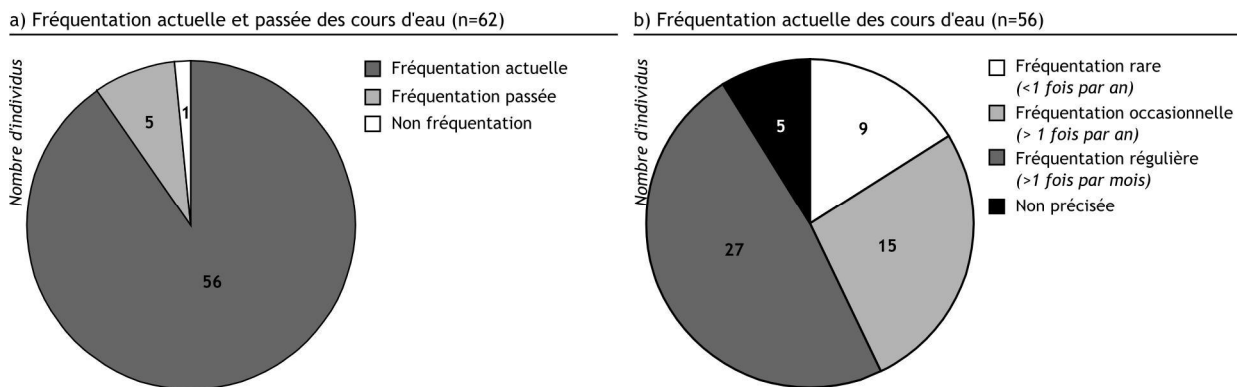 a) Fréquentation actuelle et passée des cours d'eau (n=62)
Nombre d'individus
56
5
1
Fréquentation actuelle
Fréquentation passée
Non fréquentation
b) Fréquentation actuelle des cours d'eau (n=56)
Nombre d'individus
5
9
15
27
Fréquentation rare
(<1 fois par an)
Fréquentation occasionnelle
(> 1 fois par an)
Fréquentation régulière
(>1 fois par mois)
Non précisée